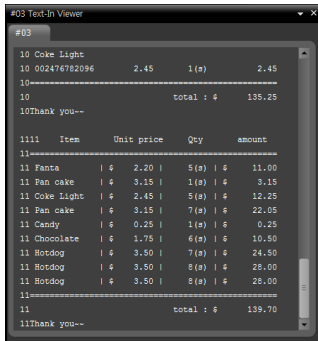 #03 Text-In Viewer
#03
10 Coke Light
10 002476782096 2.45 1(s) 2.45
10==================================================
10 total : $ 135.25
10Thank you~~
1111 Item Unit price Qty amount
11==================================================
11 Fanta | $ 2.20 | 5(s) | $ 11.00
11 Pan cake | $ 3.15 | 1(s) | $ 3.15
11 Coke Light | $ 2.45 | 5(s) | $ 12.25
11 Pan cake | $ 3.15 | 7(s) | $ 22.05
11 Candy | $ 0.25 | 1(s) | $ 0.25
11 Chocolate | $ 1.75 | 6(s) | $ 10.50
11 Hotdog | $ 3.50 | 7(s) | $ 24.50
11 Hotdog | $ 3.50 | 8(s) | $ 28.00
11 Hotdog | $ 3.50 | 8(s) | $ 28.00
11==================================================
11 total : $ 139.70
11Thank you~~